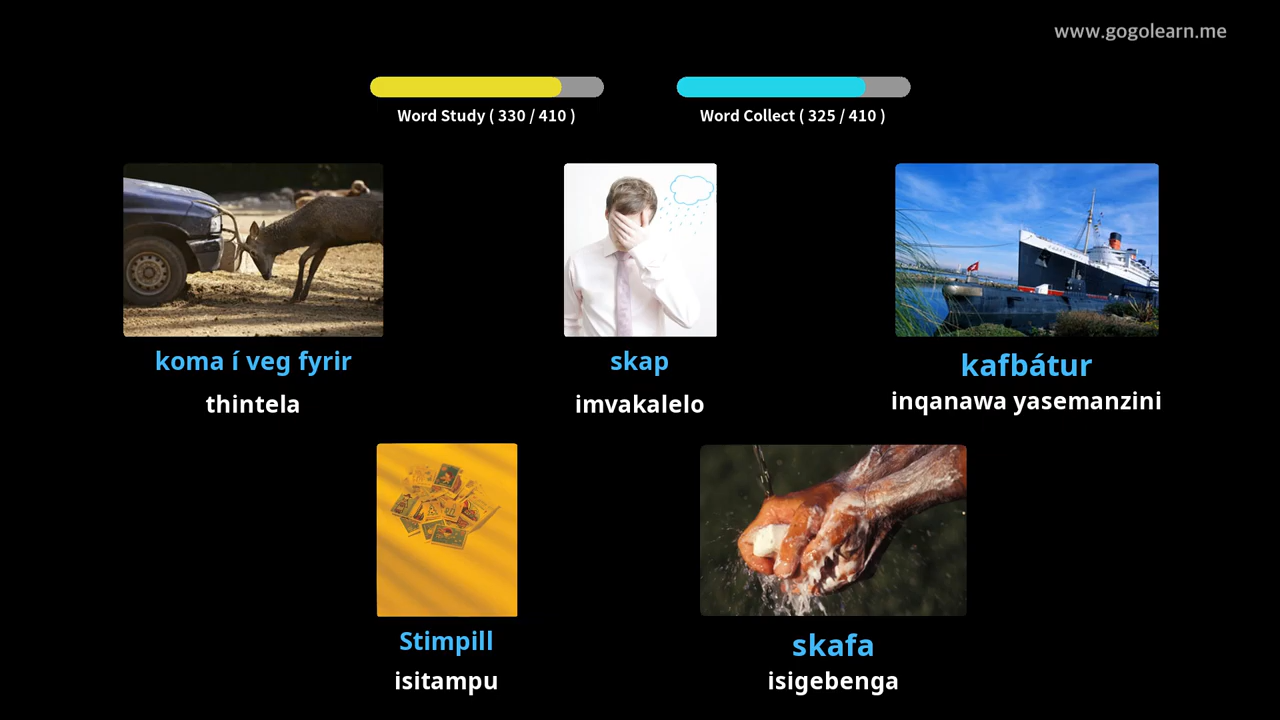 www.gogolearn.me
Word Study ( 330 / 410 )
Word Collect ( 325 / 410 )
koma í veg fyrir
thintela
skap
imvakalelo
kafbátur
inqanawa yasemanzini
Stimpill
isitampu
skafa
isigebenga